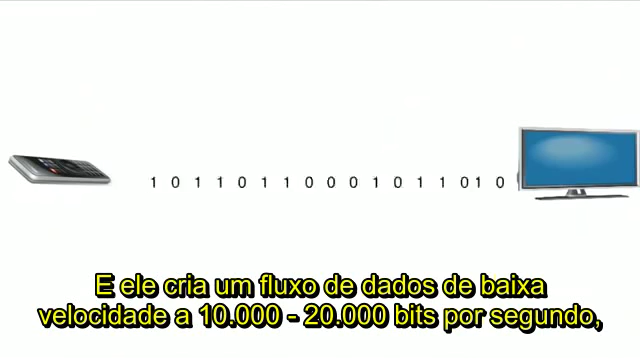 1 0 1 1 0 1 1 0 0 0 1 0 1 1 0 1 0
E ele cria um fluxo de dados de baixa
velocidade a 10.000 - 20.000 bits por segundo,